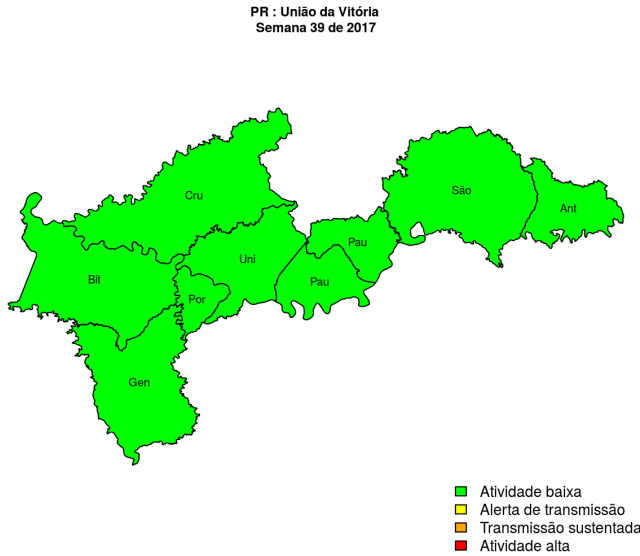 PR : União da Vitória
Semana 39 de 2017
Cru
São
Ant
Pau
Uni
Bit
Pau
Por
Gen
Atividade baixa
Alerta de transmissão
Transmissão sustentada
Atividade alta